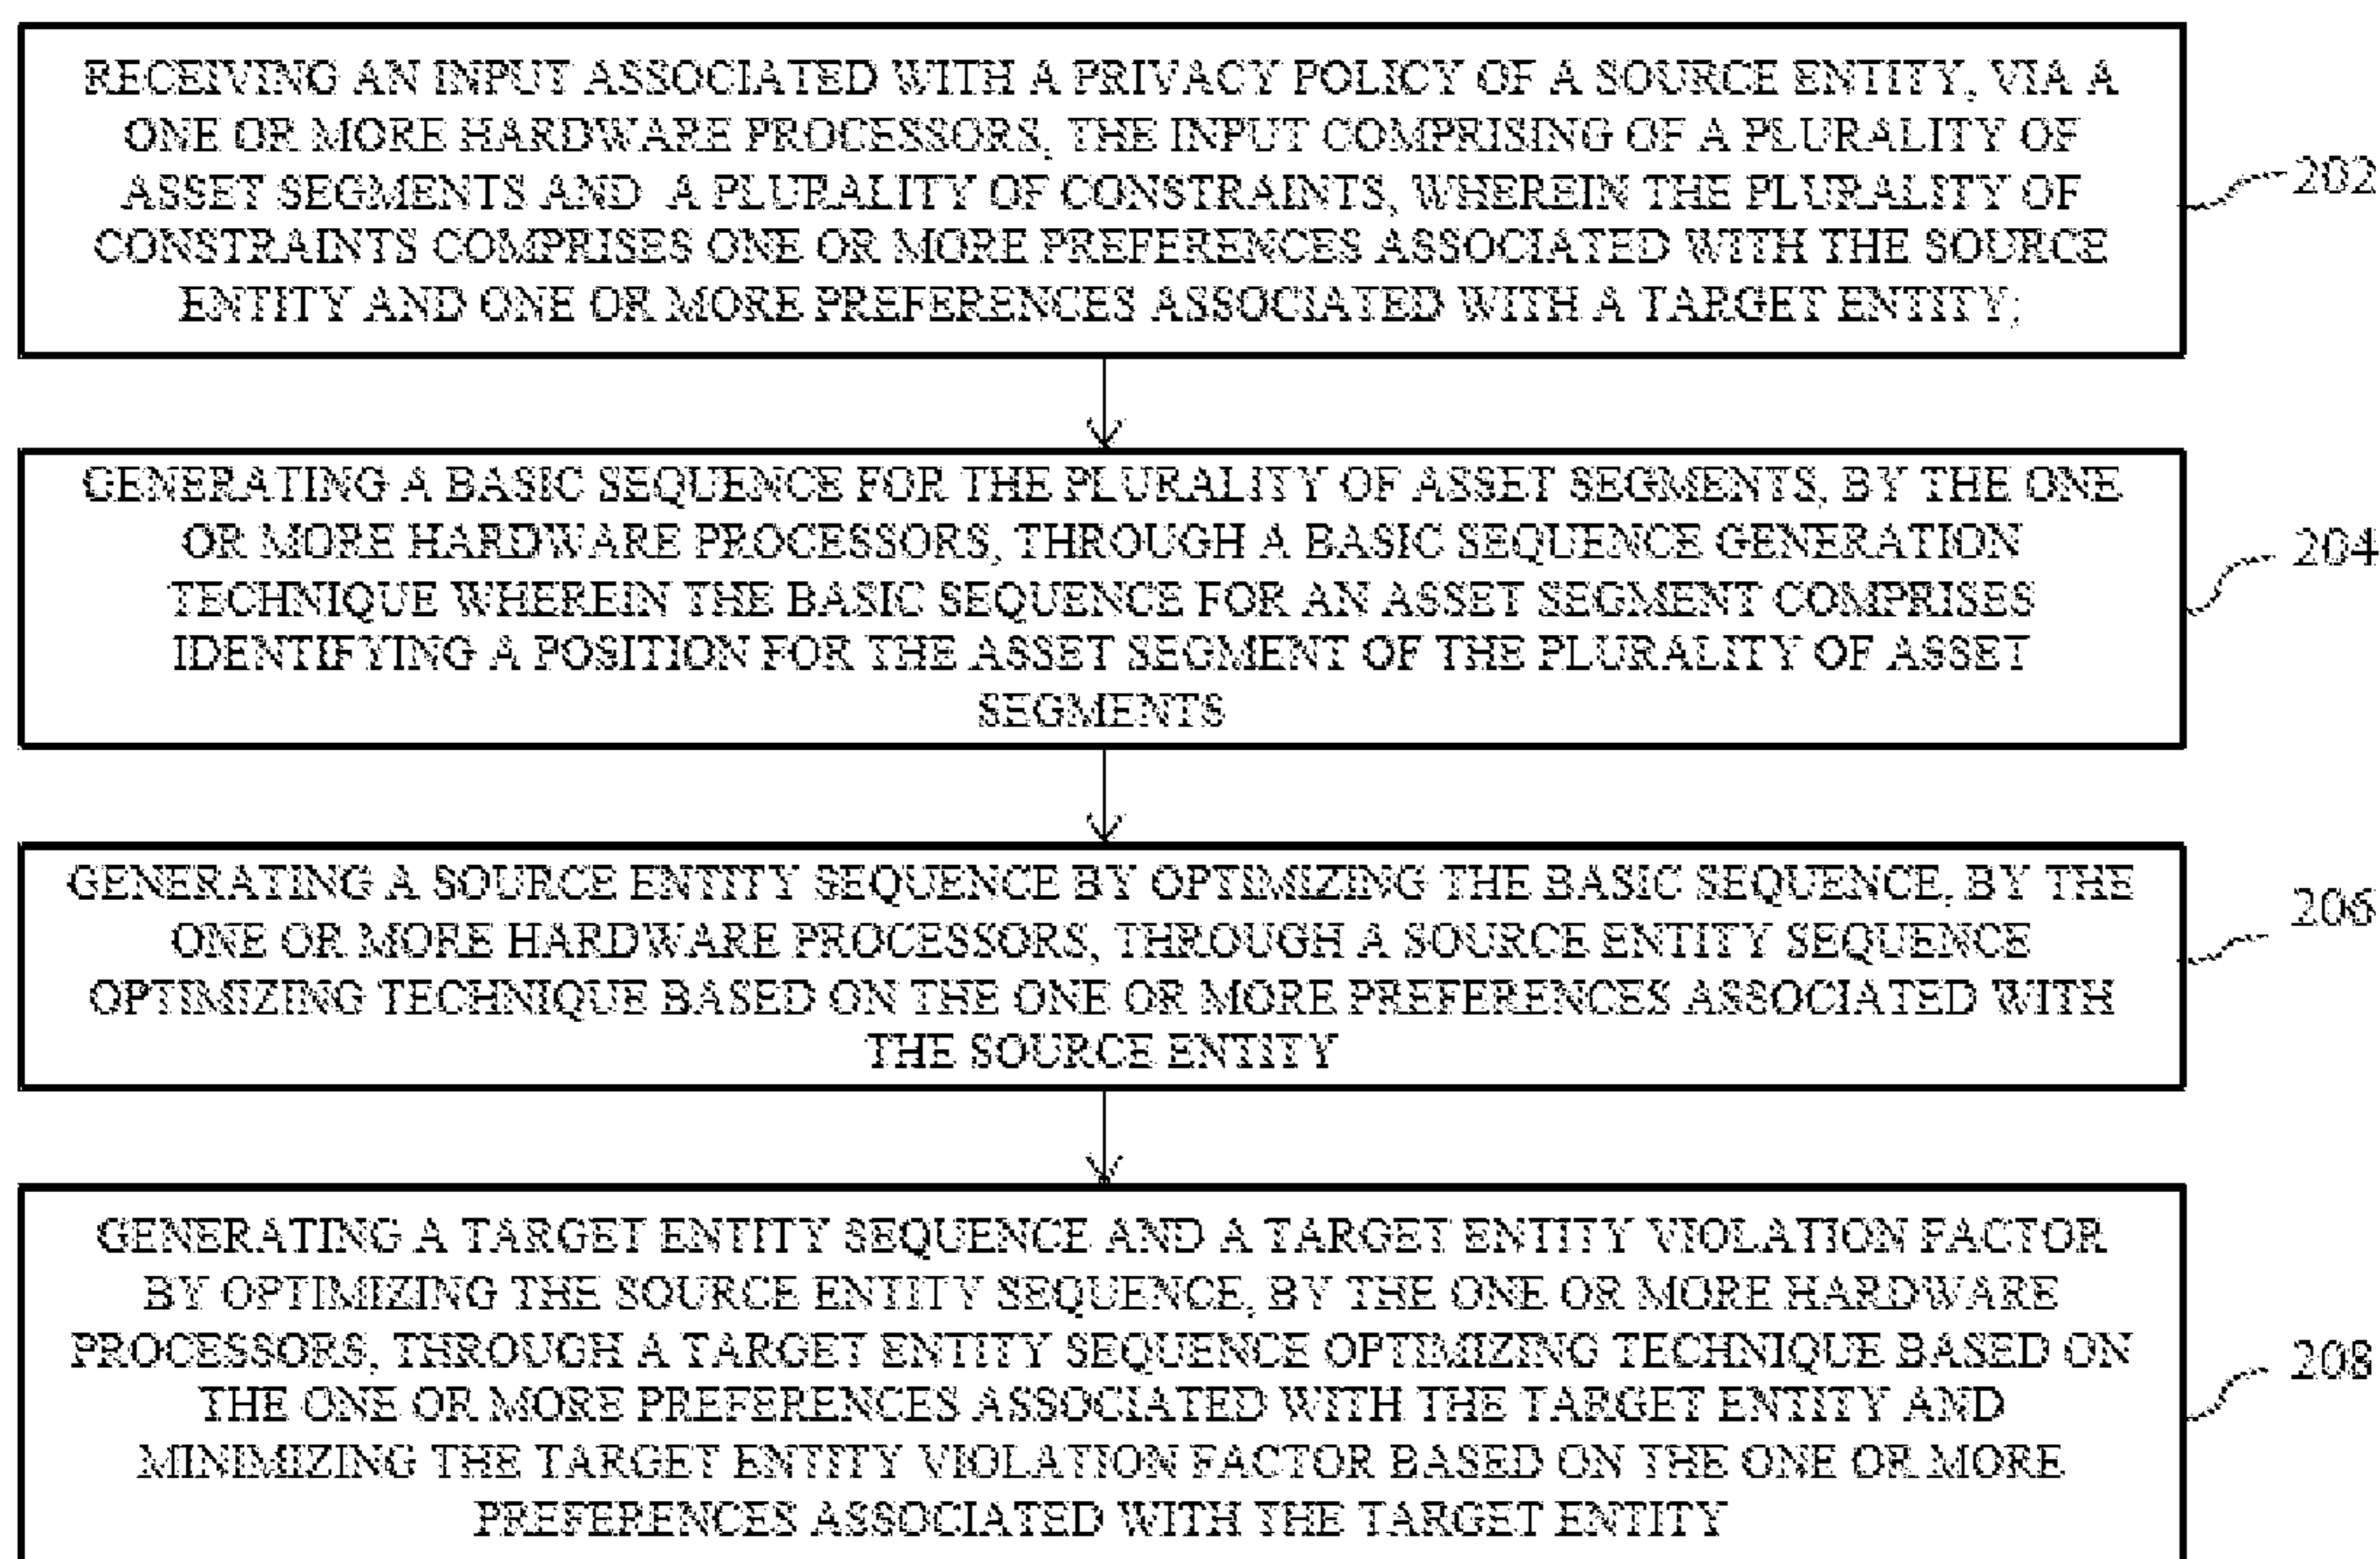 RECEIVING AN INPUT ASSOCIATED WITH A PRIVACY POLICY OF A SOURCE ENTITY, VIA A
ONE OR MORE HARDWARE PROCESSORS, THE INPUT COMPRISING OF A PLURALITY OF
ASSET SEGMENTS AND A PLURALITY OF CONSTRAINTS, WHEREIN THE PLURALITY OF
CONSTRAINTS COMPRISES ONE OR MORE PREFERENCES ASSOCIATED WITH THE SOURCE
ENTITY AND ONE OR MORE PREFERENCES ASSOCIATED WITH A TARGET ENTITY;
202
GENERATING A BASIC SEQUENCE FOR THE PLURALITY OF ASSET SEGMENTS, BY THE ONE
OR MORE HARDWARE PROCESSORS, THROUGH A BASIC SEQUENCE GENERATION
TECHNIQUE WHEREIN THE BASIC SEQUENCE FOR AN ASSET SEGMENT COMPRISES
IDENTIFYING A POSITION FOR THE ASSET SEGMENT OF THE PLURALITY OF ASSET
SEGMENTS
204
GENERATING A SOURCE ENTITY SEQUENCE BY OPTIMIZING THE BASIC SEQUENCE, BY THE
ONE OR MORE HARDWARE PROCESSORS, THROUGH A SOURCE ENTITY SEQUENCE
OPTIMIZING TECHNIQUE BASED ON THE ONE OR MORE PREFERENCES ASSOCIATED WITH
THE SOURCE ENTITY
206
GENERATING A TARGET ENTITY SEQUENCE AND A TARGET ENTITY VIOLATION FACTOR
BY OPTIMIZING THE SOURCE ENTITY SEQUENCE, BY THE ONE OR MORE HARDWARE
PROCESSORS, THROUGH A TARGET ENTITY SEQUENCE OPTIMIZING TECHNIQUE BASED ON
THE ONE OR MORE PREFERENCES ASSOCIATED WITH THE TARGET ENTITY AND
MINIMIZING THE TARGET ENTITY VIOLATION FACTOR BASED ON THE ONE OR MORE
PREFERENCES ASSOCIATED WITH THE TARGET ENTITY
208